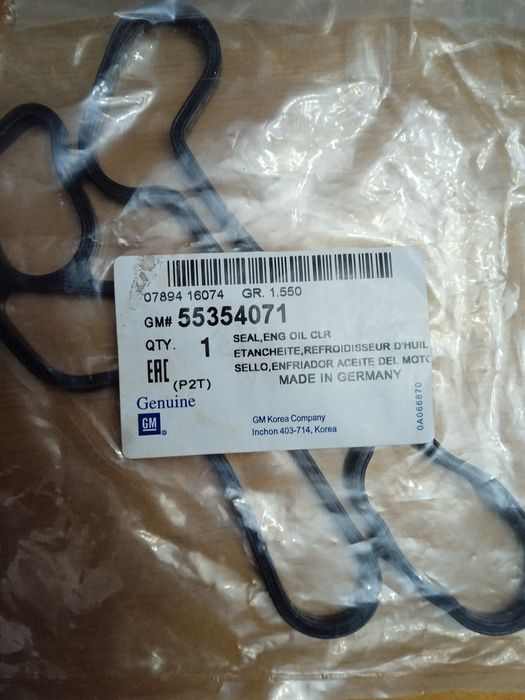 07894 16074 GR. 1.550
GM# 55354071
QTY. 1
SEAL,ENG OIL CLR
ETANCHEITE,REFROIDISSEUR D'HUIL
SELLO,ENFRIADOR ACEITE DEL MOTO
EAC (P2T) MADE IN GERMANY
Genuine
GM
GM Korea Company
Inchon 403-714, Korea
0A066870